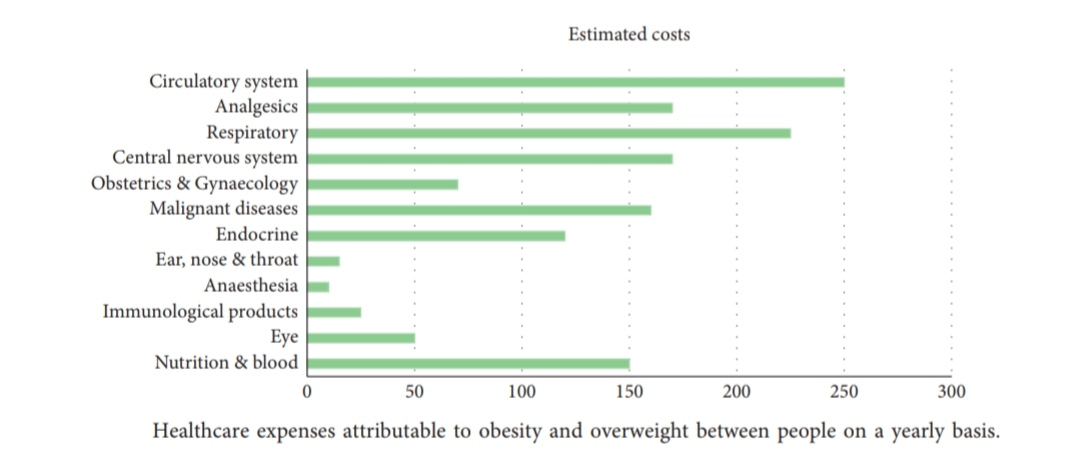 Estimated costs
Circulatory system
Analgesics
Respiratory
Central nervous system
Obstetrics & Gynaecology
Malignant diseases
Endocrine
Ear, nose & throat
Anaesthesia
Immunological products
Eye
Nutrition & blood
0 50 100 150 200 250 300
Healthcare expenses attributable to obesity and overweight between people on a yearly basis.